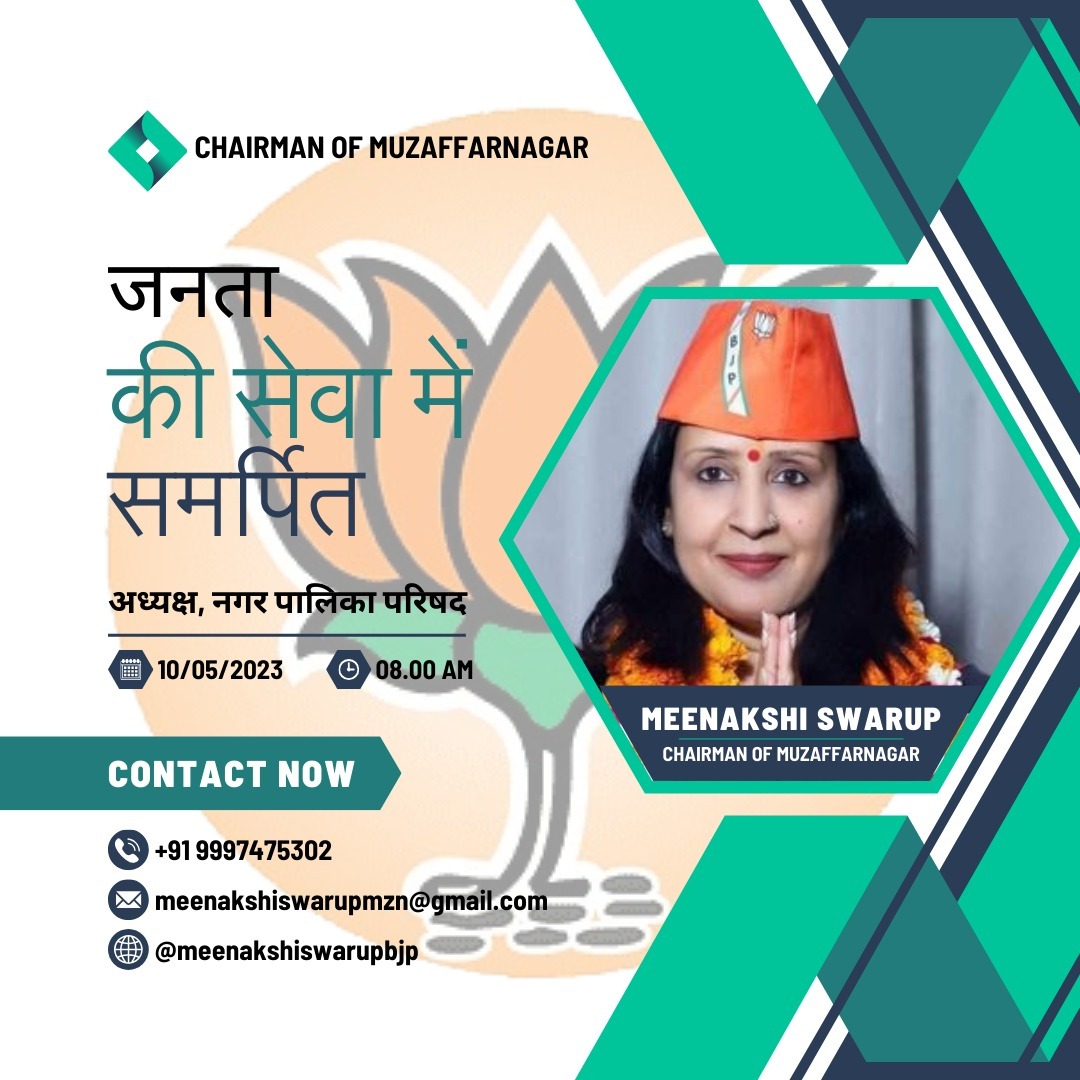 CHAIRMAN OF MUZAFFARNAGAR
जनता
की सेवा में
समर्पित
अध्यक्ष, नगर पालिका परिषद
10/05/2023 08.00 AM
CONTACT NOW
+91 9997475302
meenakshiswarupmzn@gmail.com
@meenakshiswarupbjp
BJP
MEENAKSHI SWARUP
CHAIRMAN OF MUZAFFARNAGAR